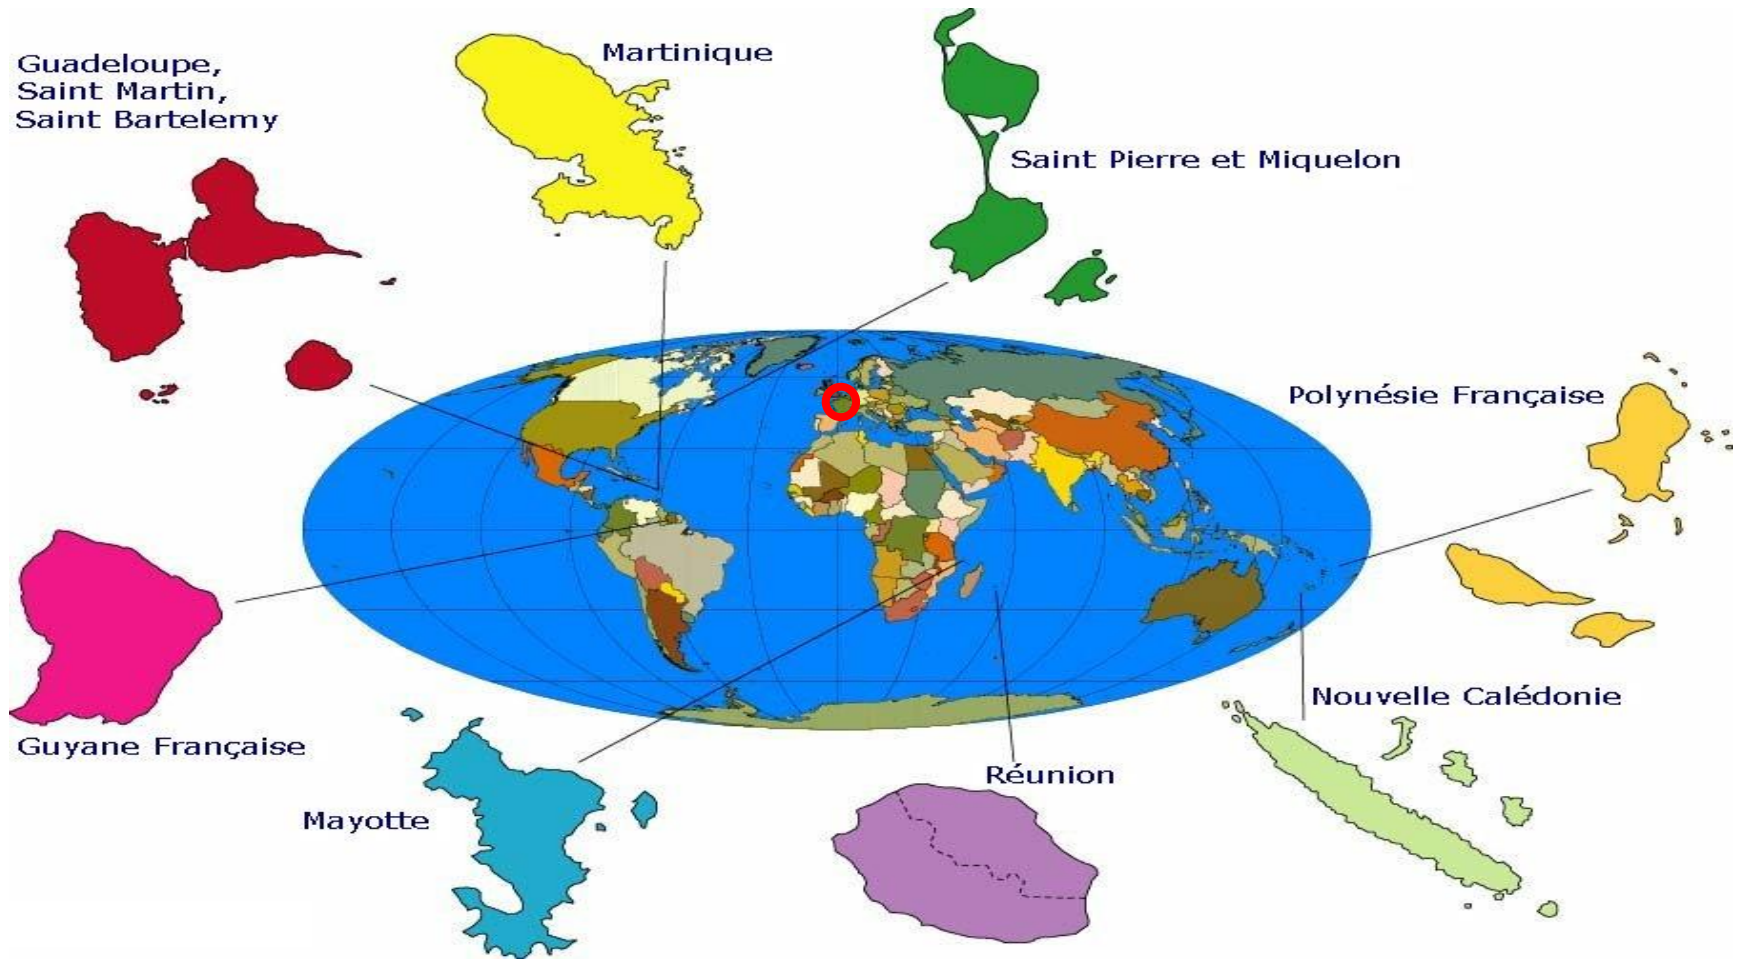 Guadeloupe,
Saint Martin,
Saint Bartelemy
Martinique
Saint Pierre et Miquelon
Polynésie Française
Guyane Française
Nouvelle Calédonie
Réunion
Mayotte